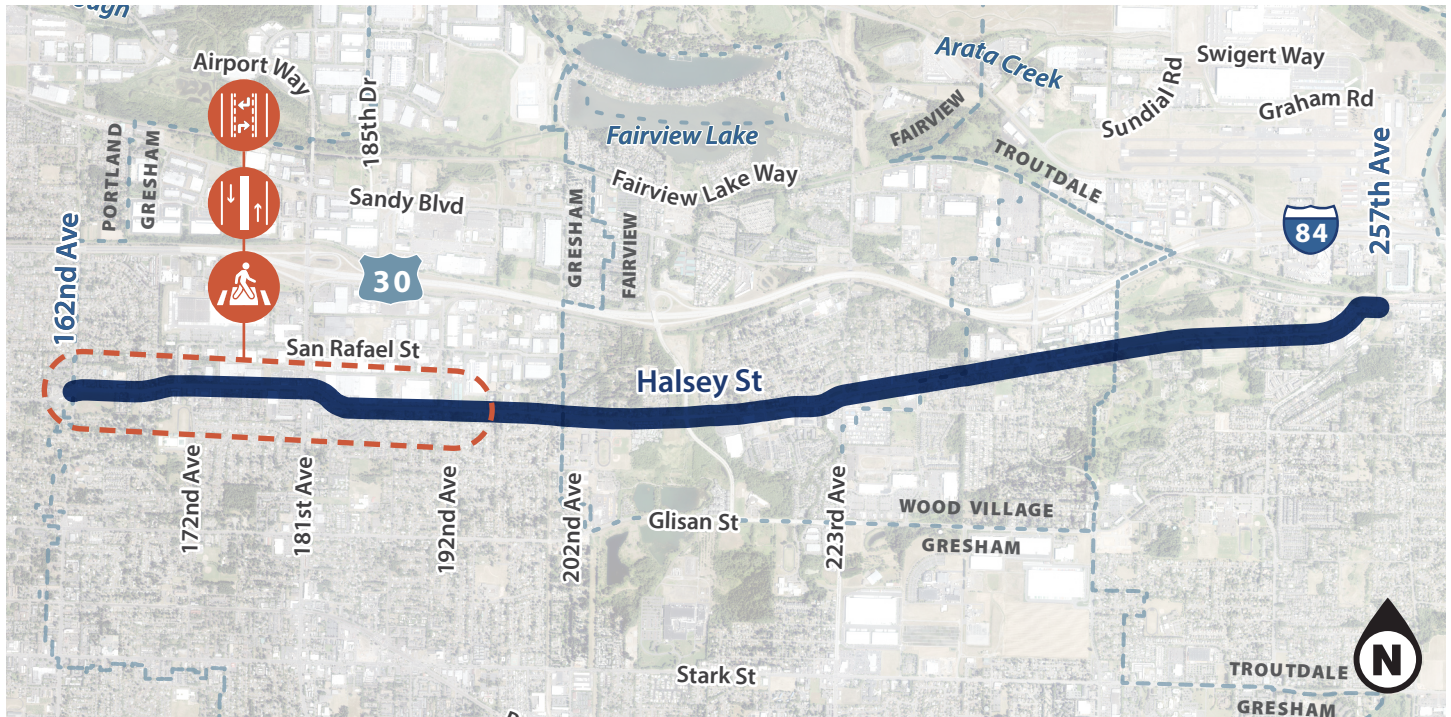 Airport Way
185th Dr
Arata Creek
Swigert Way
Sundial Rd
Graham Rd
257th Ave
PORTLAND
GRESHAM
Fairview Lake
FAIRVIEW
TROUTDALE
Fairview Lake Way
Sandy Blvd
GRESHAM
FAIRVIEW
162nd Ave
30
84
San Rafael St
Halsey St
172nd Ave
181st Ave
192nd Ave
202nd Ave
223rd Ave
Glisan St
WOOD VILLAGE
GRESHAM
Stark St
TROUTDALE
GRESHAM
N